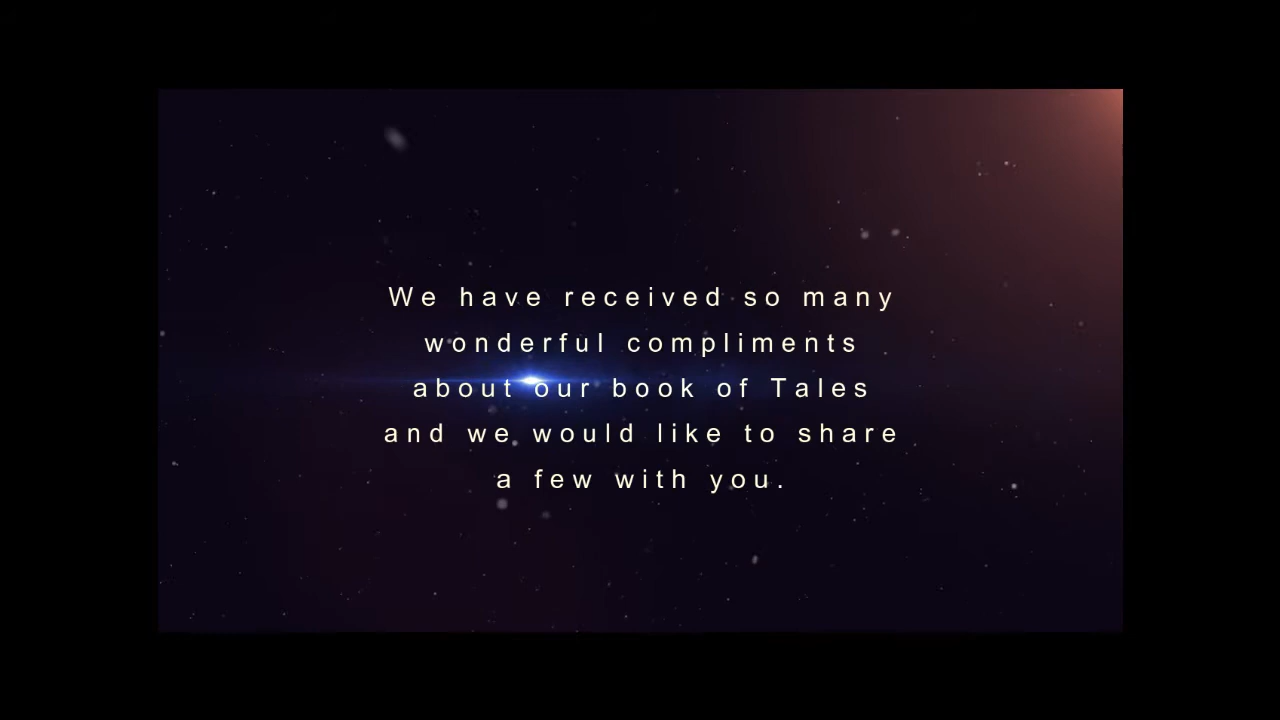 We have received so many
wonderful compliments
about our book of Tales
and we would like to share
a few with you.